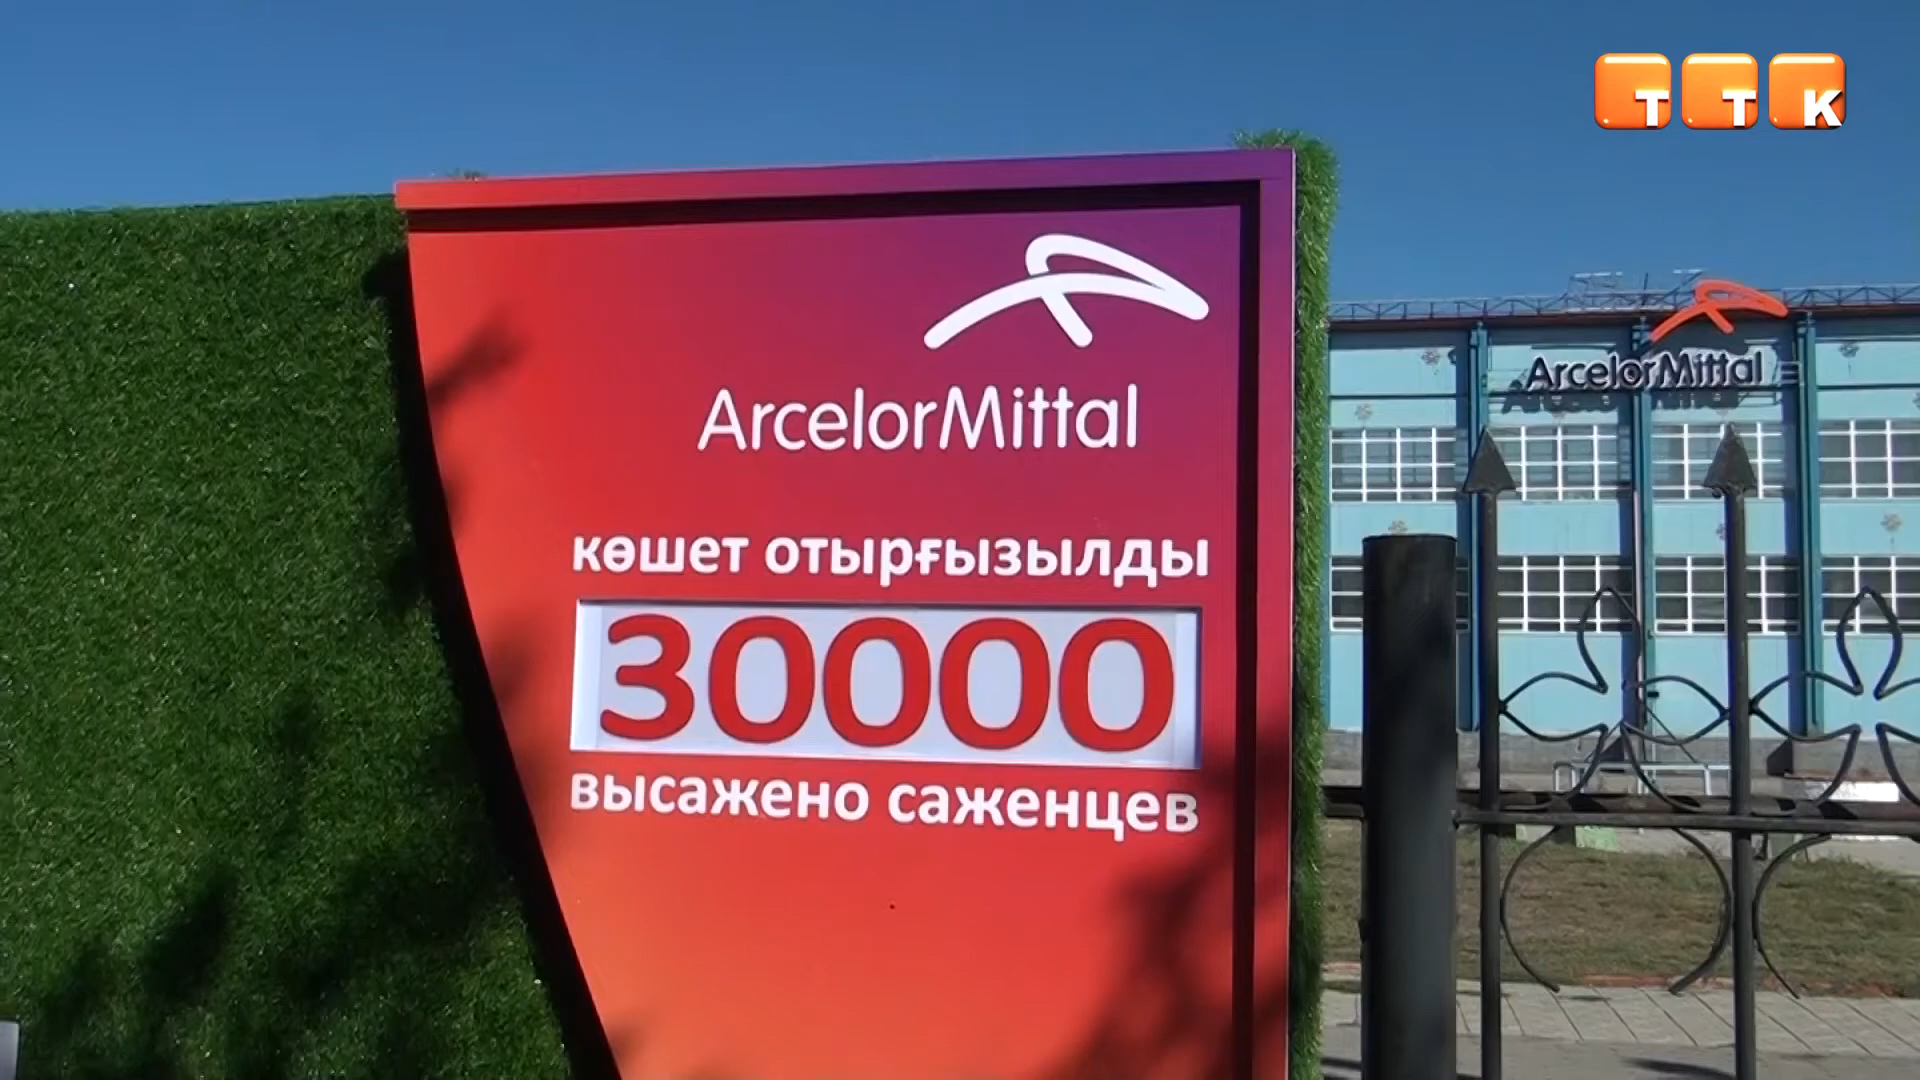 ТТК
ArcelorMittal
ArcelorMittal
көшет отырғызылды
30000
высажено саженцев